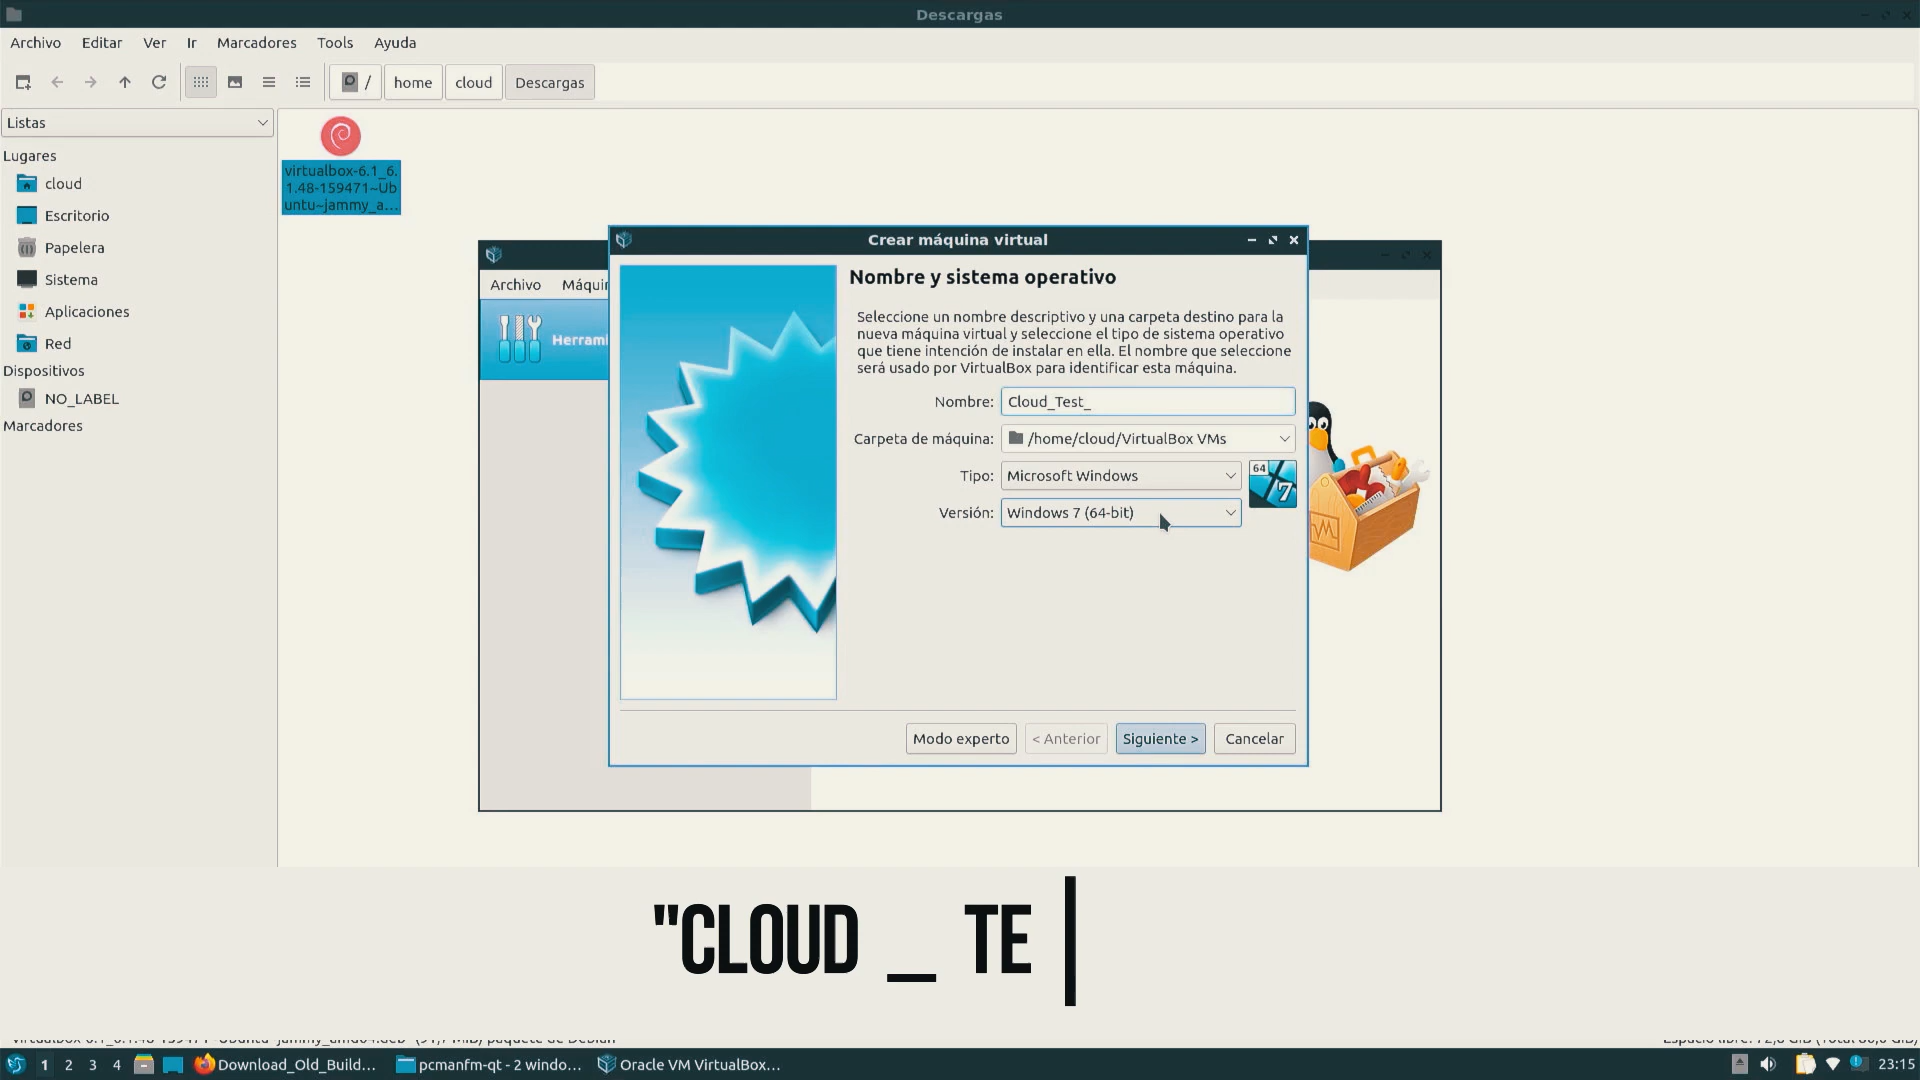 Descargas
Archivo Editar Ver Ir Marcadores Tools Ayuda
/ home cloud Descargas
Listas
Lugares
cloud
Escritorio
Papelera
Sistema
Aplicaciones
Red
Dispositivos
NO_LABEL
Marcadores
virtualbox-6.1_6.
1.48-159471~Ub
untu~jammy_a...
Archivo Máquin
Herrami
Crear máquina virtual
Nombre y sistema operativo
Seleccione un nombre descriptivo y una carpeta destino para la
nueva máquina virtual y seleccione el tipo de sistema operativo
que tiene intención de instalar en ella. El nombre que seleccione
será usado por VirtualBox para identificar esta máquina.
Nombre: Cloud_Test_
Carpeta de máquina: /home/cloud/VirtualBox VMs
Tipo: Microsoft Windows
64
7
Versión: Windows 7 (64-bit)
Modo experto < Anterior Siguiente > Cancelar
"CLOUD _ TE
1 2 3 4 Download_Old_Build... pcmanfm-qt - 2 windo... Oracle VM VirtualBox... 23:15